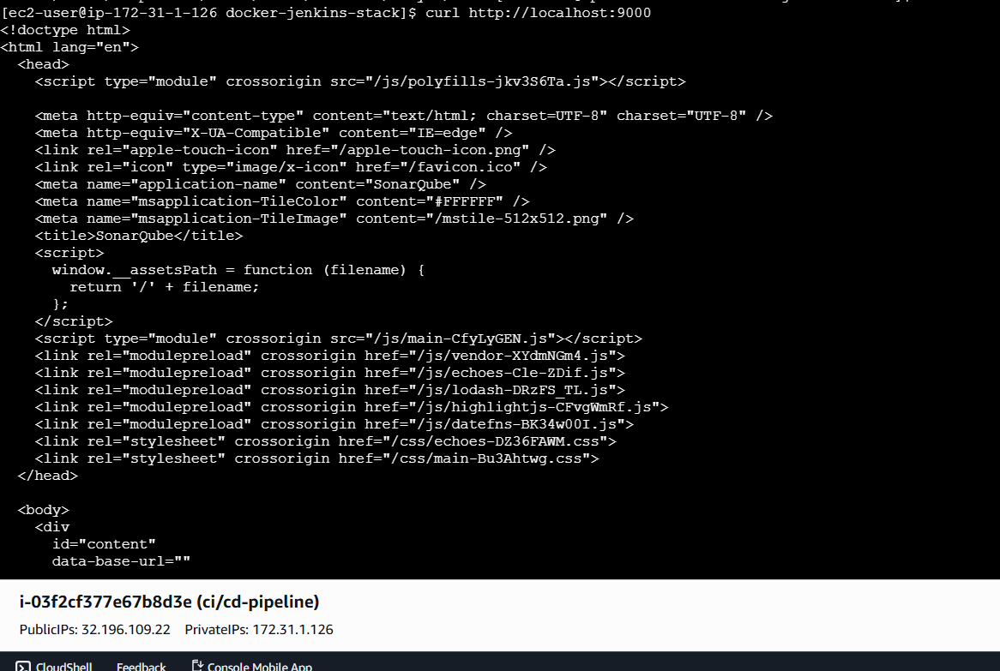 [ec2-user@ip-172-31-1-126 docker-jenkins-stack]$ curl http://localhost:9000
<!doctype html>
<html lang="en">
  <head>
    <script type="module" crossorigin src="/js/polyfills-jkv3S6Ta.js"></script>

    <meta http-equiv="content-type" content="text/html; charset=UTF-8" charset="UTF-8" />
    <meta http-equiv="X-UA-Compatible" content="IE=edge" />
    <link rel="apple-touch-icon" href="/apple-touch-icon.png" />
    <link rel="icon" type="image/x-icon" href="/favicon.ico" />
    <meta name="application-name" content="SonarQube" />
    <meta name="msapplication-TileColor" content="#FFFFFF" />
    <meta name="msapplication-TileImage" content="/mstile-512x512.png" />
    <title>SonarQube</title>
    <script>
      window.__assetsPath = function (filename) {
        return '/' + filename;
      };
    </script>
    <script type="module" crossorigin src="/js/main-CfyLyGEN.js"></script>
    <link rel="modulepreload" crossorigin href="/js/vendor-XYdmNGm4.js">
    <link rel="modulepreload" crossorigin href="/js/echoes-Cle-ZDif.js">
    <link rel="modulepreload" crossorigin href="/js/lodash-DRzFS_TL.js">
    <link rel="modulepreload" crossorigin href="/js/highlightjs-CFvgWmRf.js">
    <link rel="modulepreload" crossorigin href="/js/datefns-BK34w00I.js">
    <link rel="stylesheet" crossorigin href="/css/echoes-DZ36FAWM.css">
    <link rel="stylesheet" crossorigin href="/css/main-Bu3Ahtwg.css">
  </head>

  <body>
    <div
      id="content"
      data-base-url=""
i-03f2cf377e67b8d3e (ci/cd-pipeline)
PublicIPs: 32.196.109.22 PrivateIPs: 172.31.1.126
CloudShell Feedback Console Mobile App